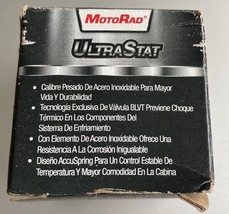 MOTORAD®
ULTRASTAT
• Calibre Pesado De Acero Inoxidable Para Mayor
Vida Y Durabilidad
• Tecnología Exclusiva De Válvula BLVT Previene Choque
Térmico En Los Componentes Del
Sistema De Enfriamiento
• Con Elemento De Acero Inoxidable Ofrece Una
Resistencia A La Corrosión Inigualable
• Diseño AccuSpring Para Un Control Estable De
Temperatura Y Mayor Comodidad En La Cabina